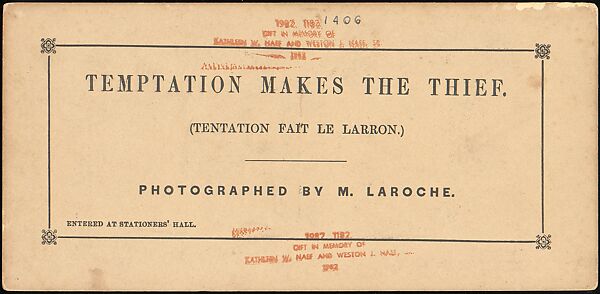 1982. 1182. 1406
GIFT IN MEMORY OF
KATHLEEN W. NAEF AND WESTON J. NAEF, SR
1982
TEMPTATION MAKES THE THIEF.
(TENTATION FAIT LE LARRON.)
PHOTOGRAPHED BY M. LAROCHE.
ENTERED AT STATIONERS' HALL.
1982 1182
GIFT IN MEMORY OF
KATHLEEN W. NAEF AND WESTON J. NAEF,
1982